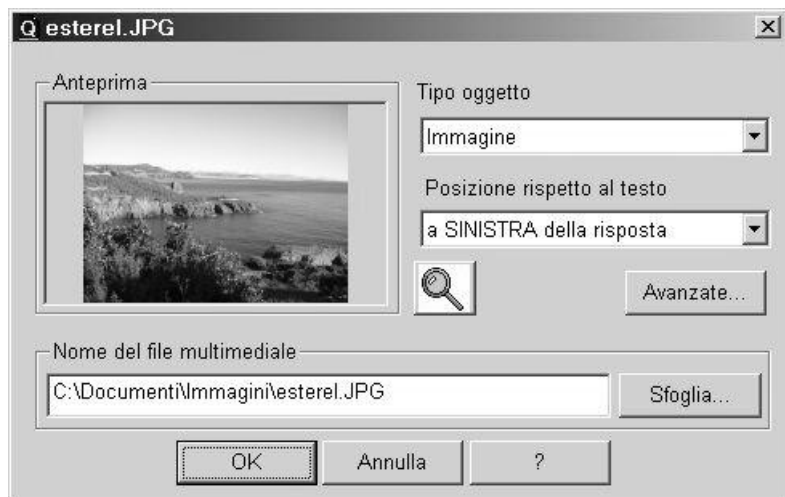 Q esterel.JPG
Anteprima
Tipo oggetto
Immagine
Posizione rispetto al testo
a SINISTRA della risposta
Avanzate...
Nome del file multimediale
C:\Documenti\Immagini\esterel.JPG
Sfoglia...
OK
Annulla
?